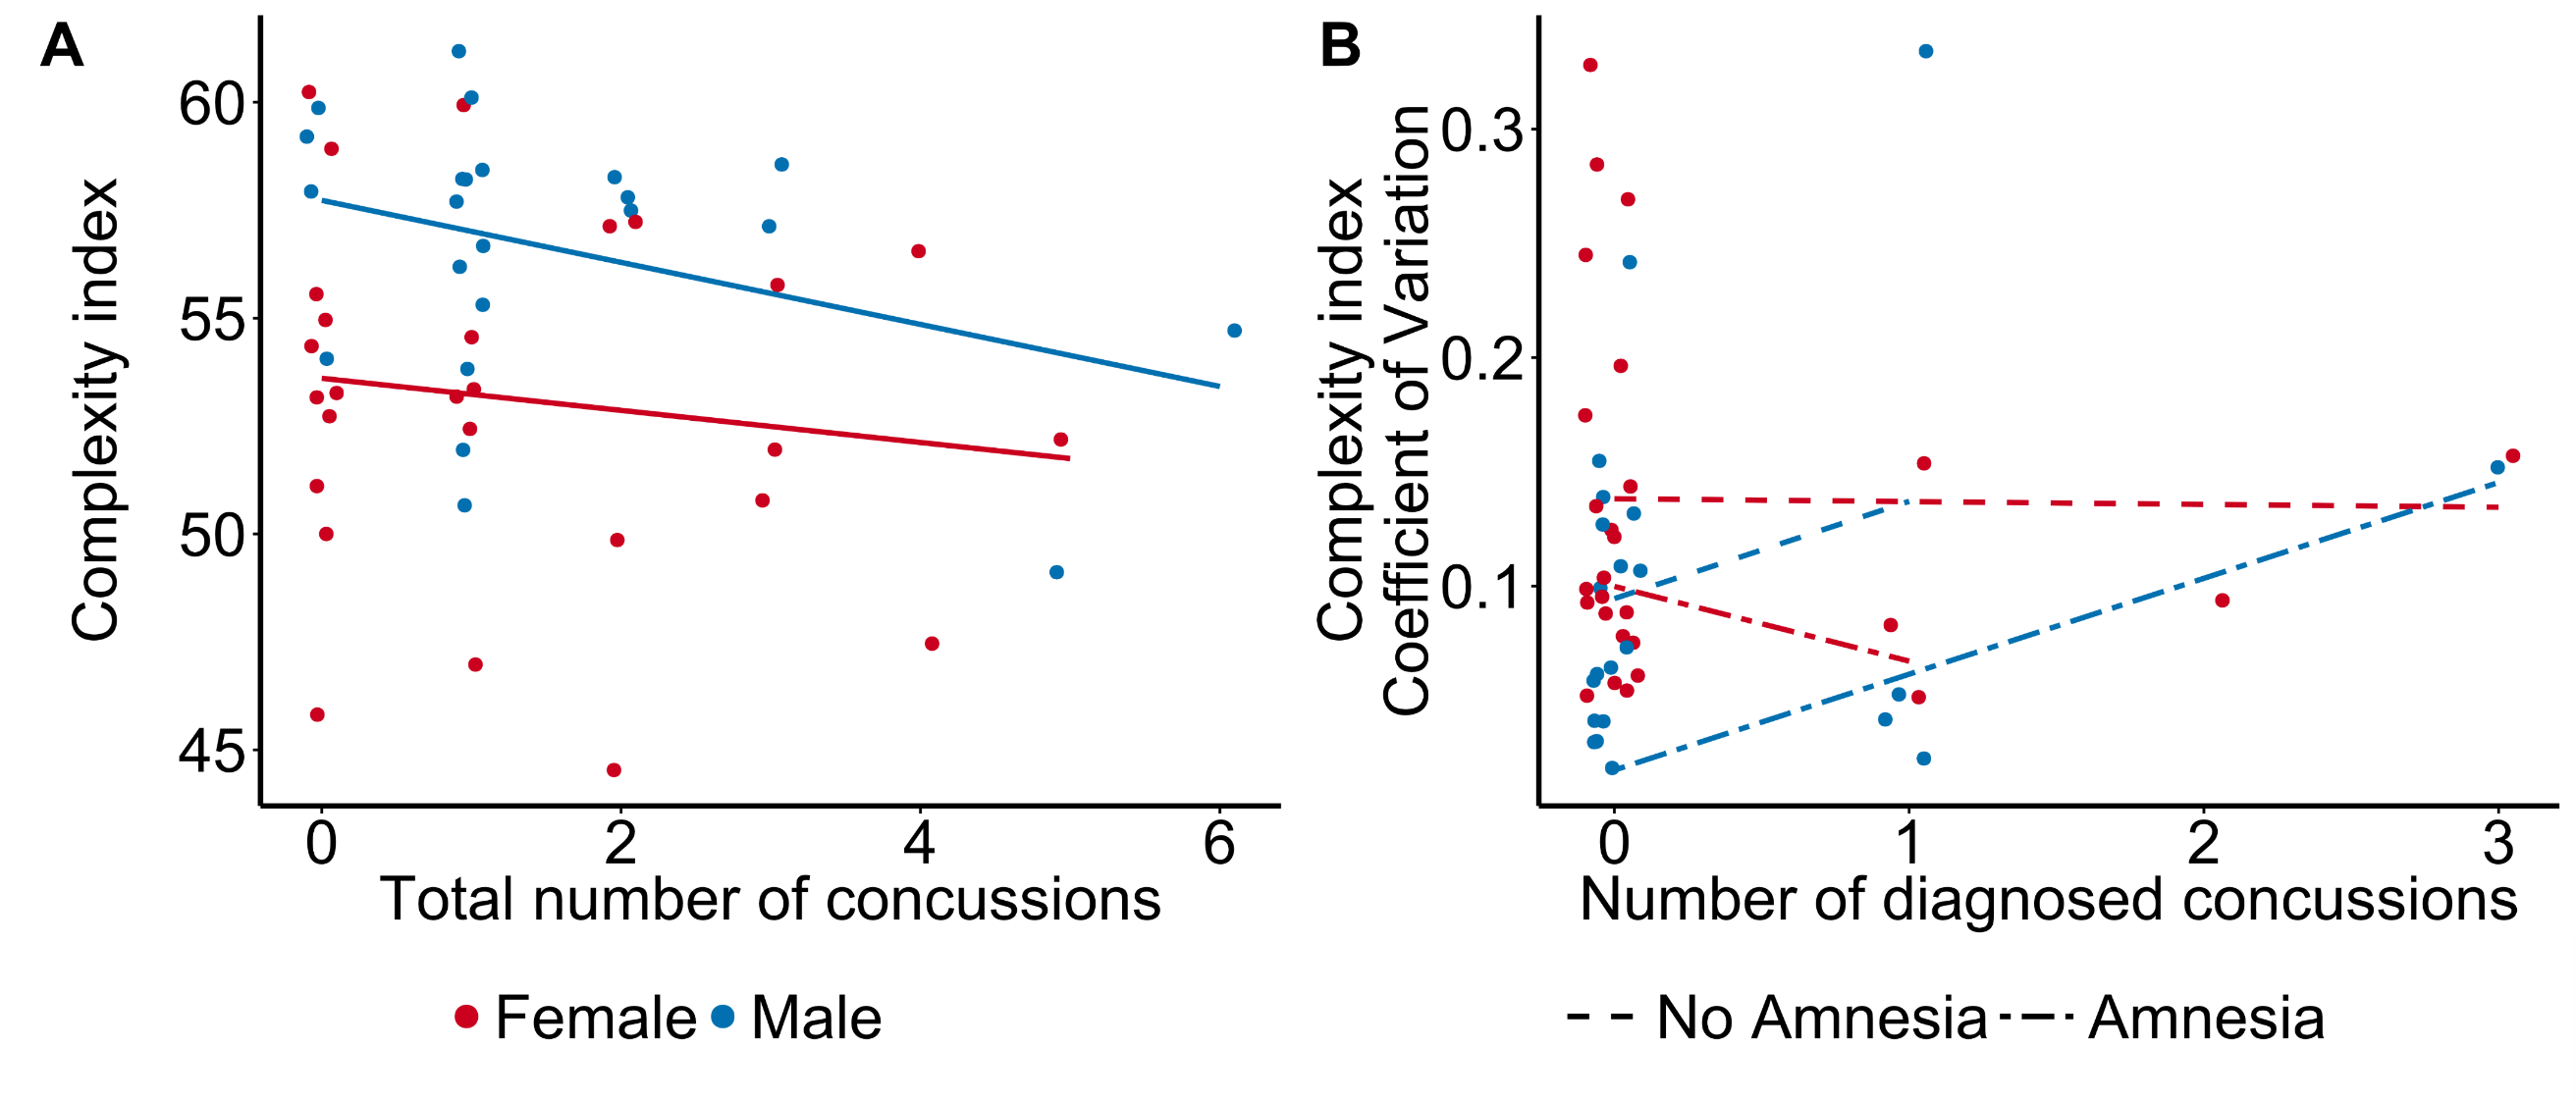 A
Complexity index
60
55
50
45
0 2 4 6
Total number of concussions
Female Male
B
Complexity index
Coefficient of Variation
0.3
0.2
0.1
0 1 2 3
Number of diagnosed concussions
No Amnesia Amnesia